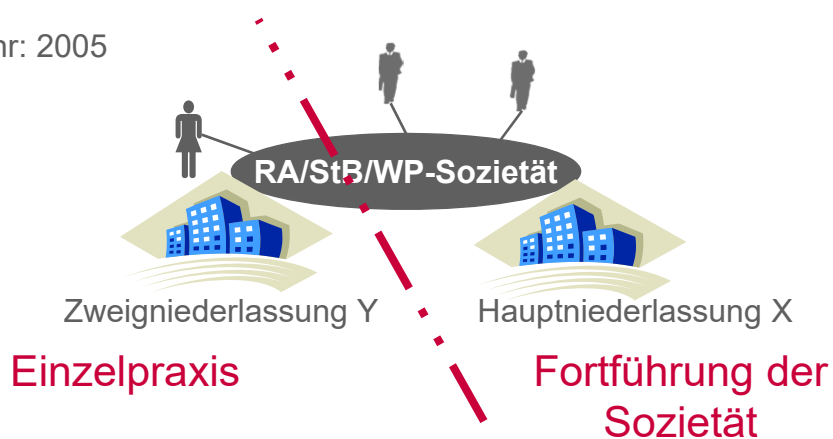 hr: 2005
RA/StB/WP-Sozietät
Zweigniederlassung Y
Hauptniederlassung X
Einzelpraxis
Fortführung der
Sozietät